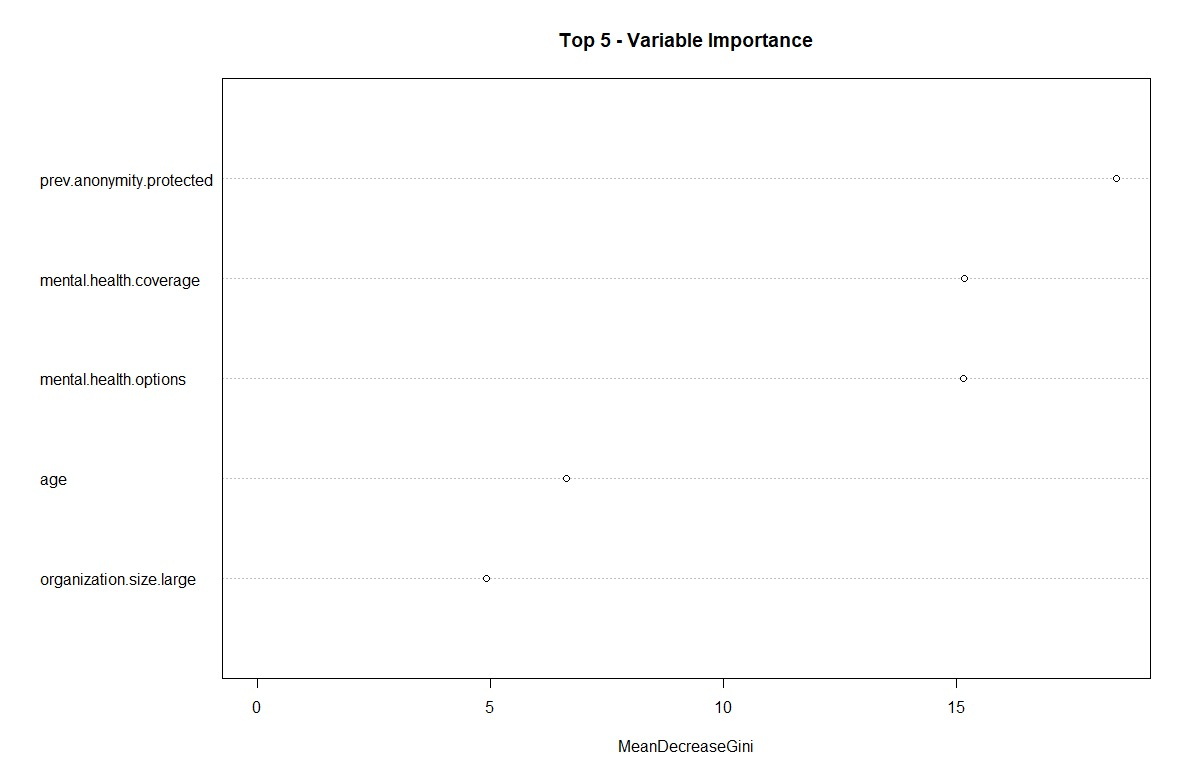 Top 5 - Variable Importance
prev.anonymity.protected
mental.health.coverage
mental.health.options
age
organization.size.large
0 5 10 15
MeanDecreaseGini